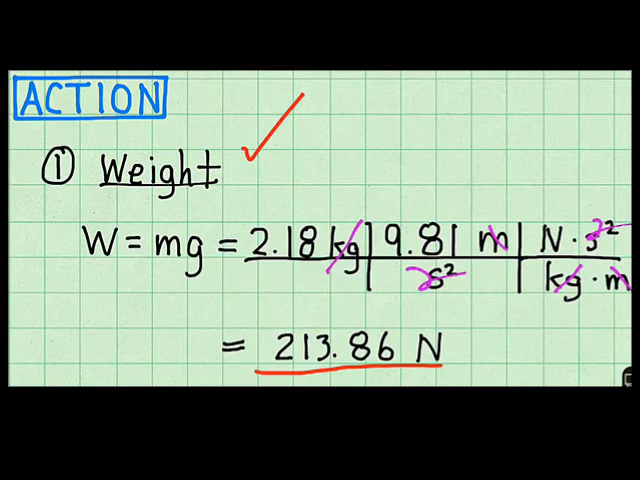 ACTION
① Weight ✓
W = mg = 2.18 kg | 9.81 m | N · s²
s² | kg · m
= 213.86 N